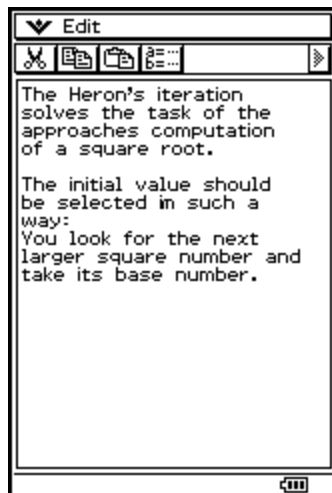 Edit
The Heron's iteration
solves the task of the
approaches computation
of a square root.
The initial value should
be selected in such a
way:
You look for the next
larger square number and
take its base number.